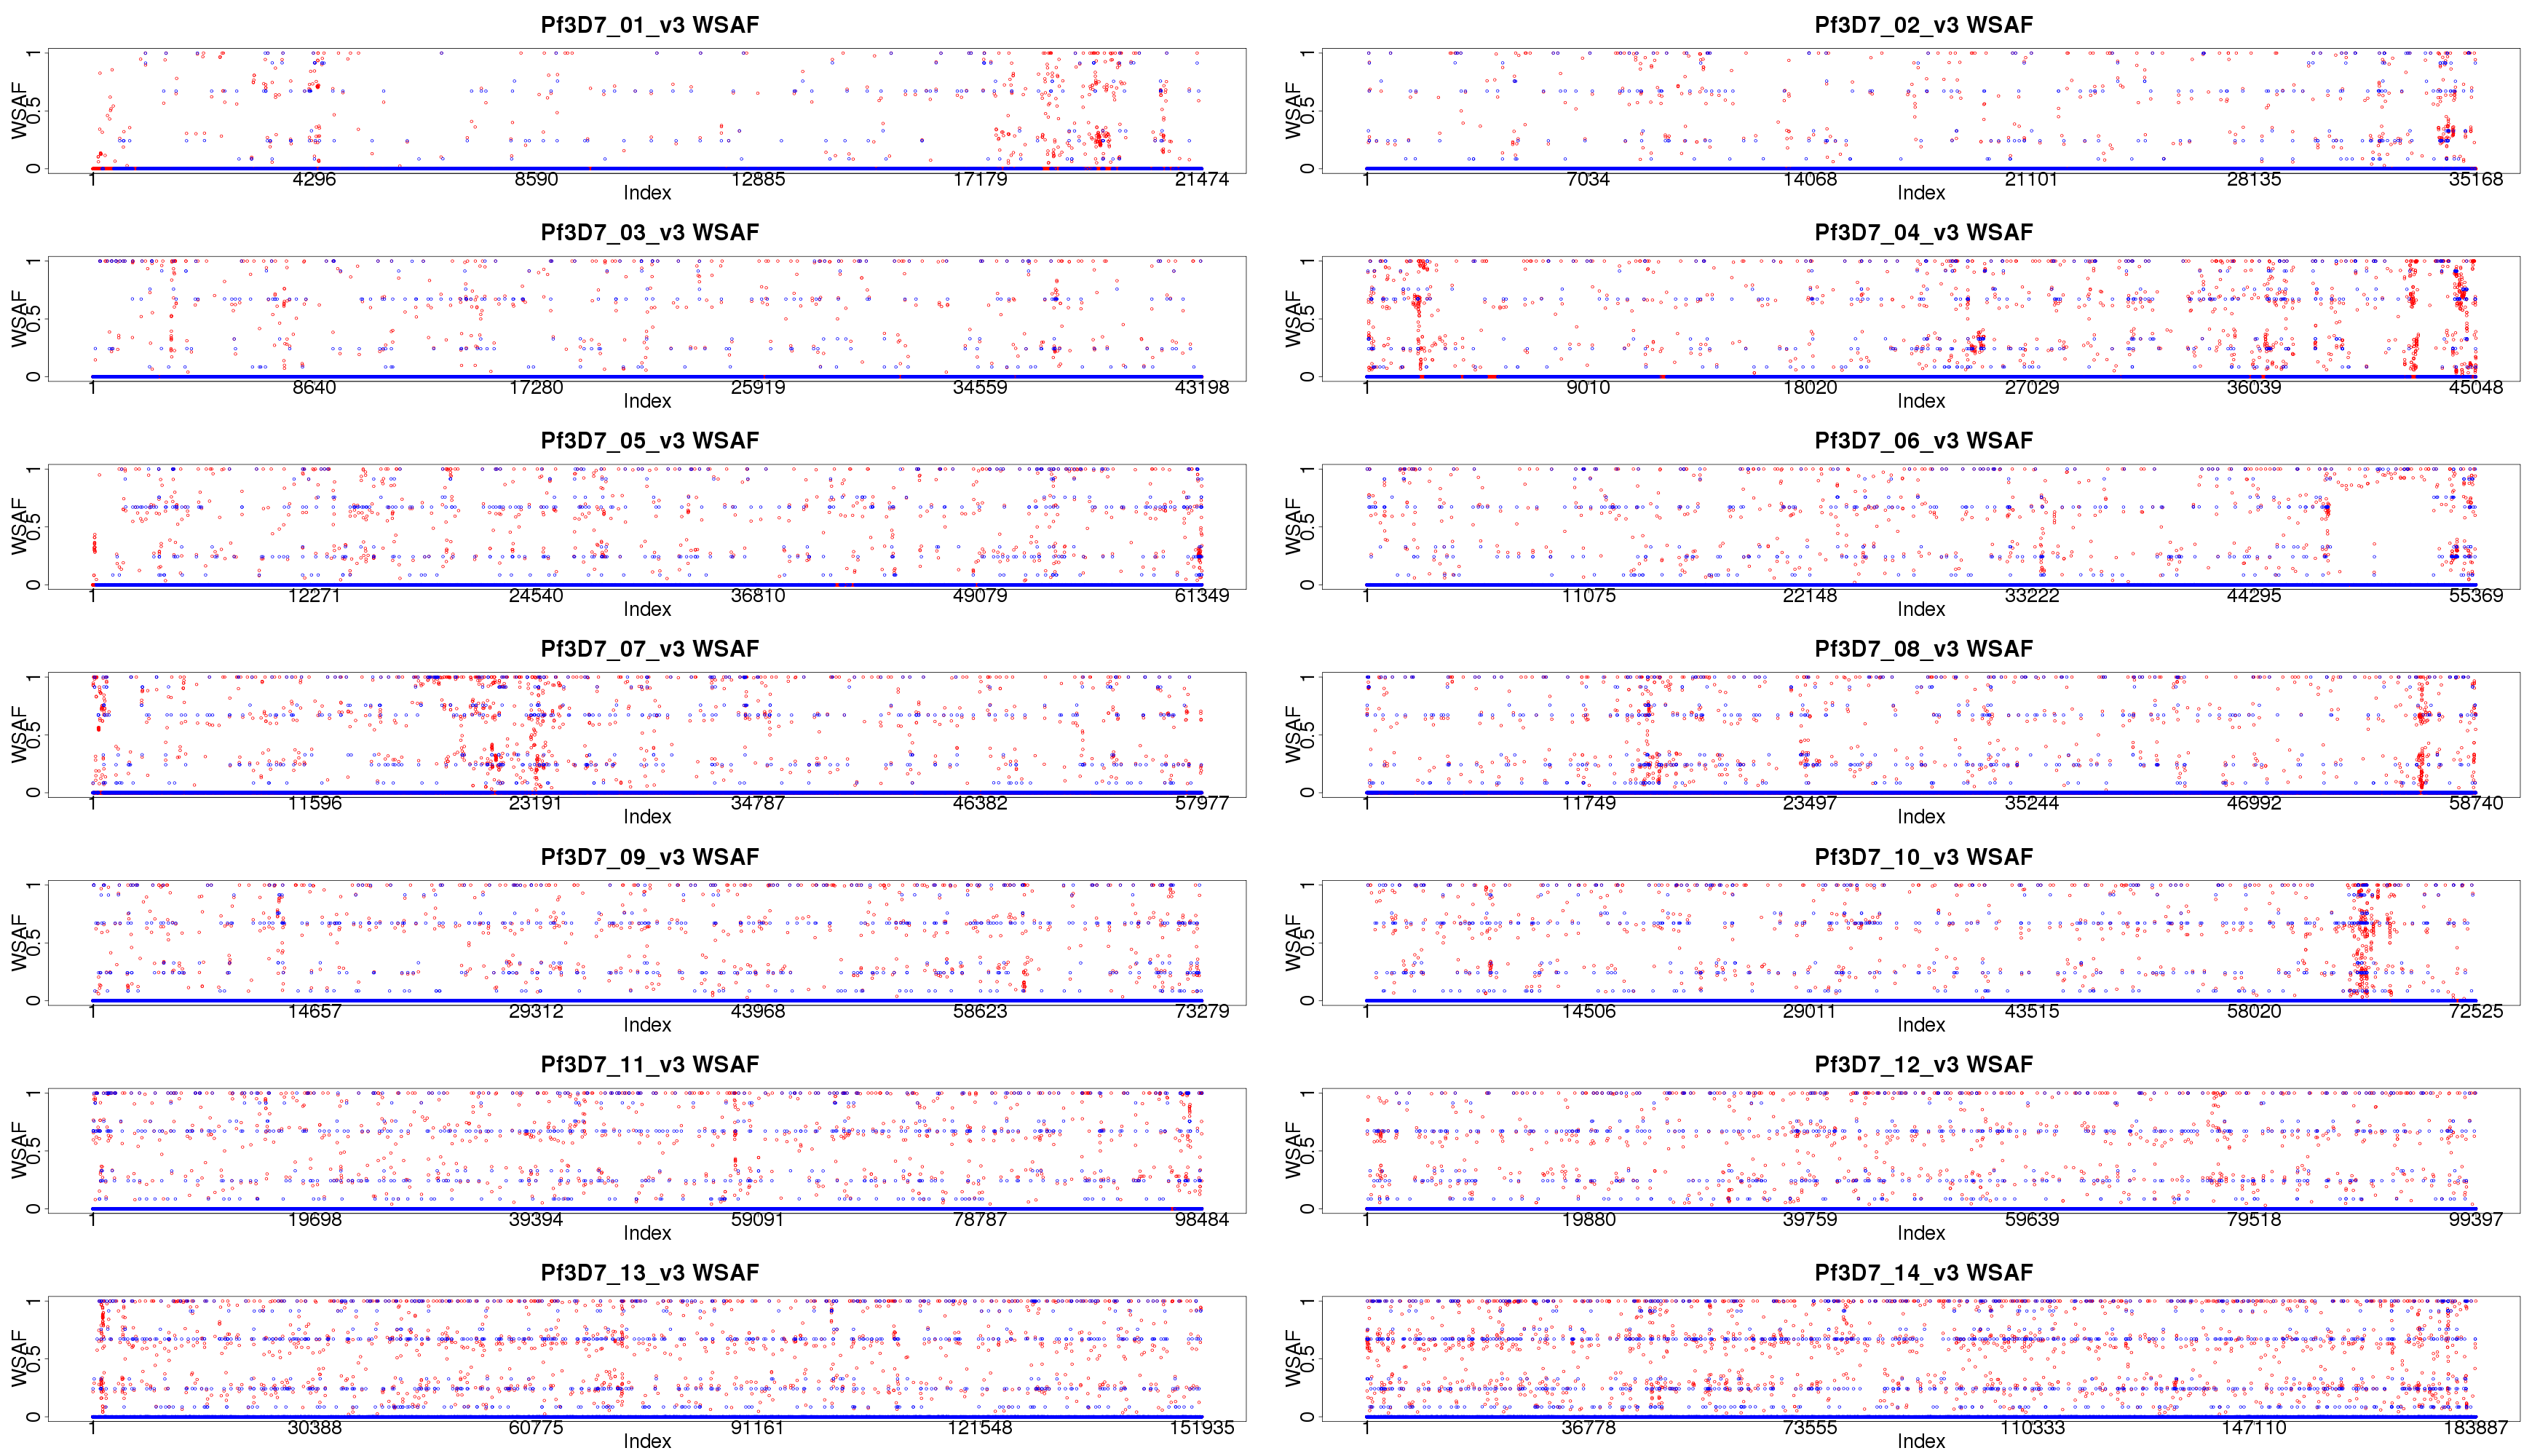 Pf3D7_01_v3 WSAF
WSAF
0 0.5 1
1 4296 8590 12885 17179 21474
Index
Pf3D7_02_v3 WSAF
WSAF
0 0.5 1
1 7034 14068 21101 28135 35168
Index
Pf3D7_03_v3 WSAF
WSAF
0 0.5 1
1 8640 17280 25919 34559 43198
Index
Pf3D7_04_v3 WSAF
WSAF
0 0.5 1
1 9010 18020 27029 36039 45048
Index
Pf3D7_05_v3 WSAF
WSAF
0 0.5 1
1 12271 24540 36810 49079 61349
Index
Pf3D7_06_v3 WSAF
WSAF
0 0.5 1
1 11075 22148 33222 44295 55369
Index
Pf3D7_07_v3 WSAF
WSAF
0 0.5 1
1 11596 23191 34787 46382 57977
Index
Pf3D7_08_v3 WSAF
WSAF
0 0.5 1
1 11749 23497 35244 46992 58740
Index
Pf3D7_09_v3 WSAF
WSAF
0 0.5 1
1 14657 29312 43968 58623 73279
Index
Pf3D7_10_v3 WSAF
WSAF
0 0.5 1
1 14506 29011 43515 58020 72525
Index
Pf3D7_11_v3 WSAF
WSAF
0 0.5 1
1 19698 39394 59091 78787 98484
Index
Pf3D7_12_v3 WSAF
WSAF
0 0.5 1
1 19880 39759 59639 79518 99397
Index
Pf3D7_13_v3 WSAF
WSAF
0 0.5 1
1 30388 60775 91161 121548 151935
Index
Pf3D7_14_v3 WSAF
WSAF
0 0.5 1
1 36778 73555 110333 147110 183887
Index